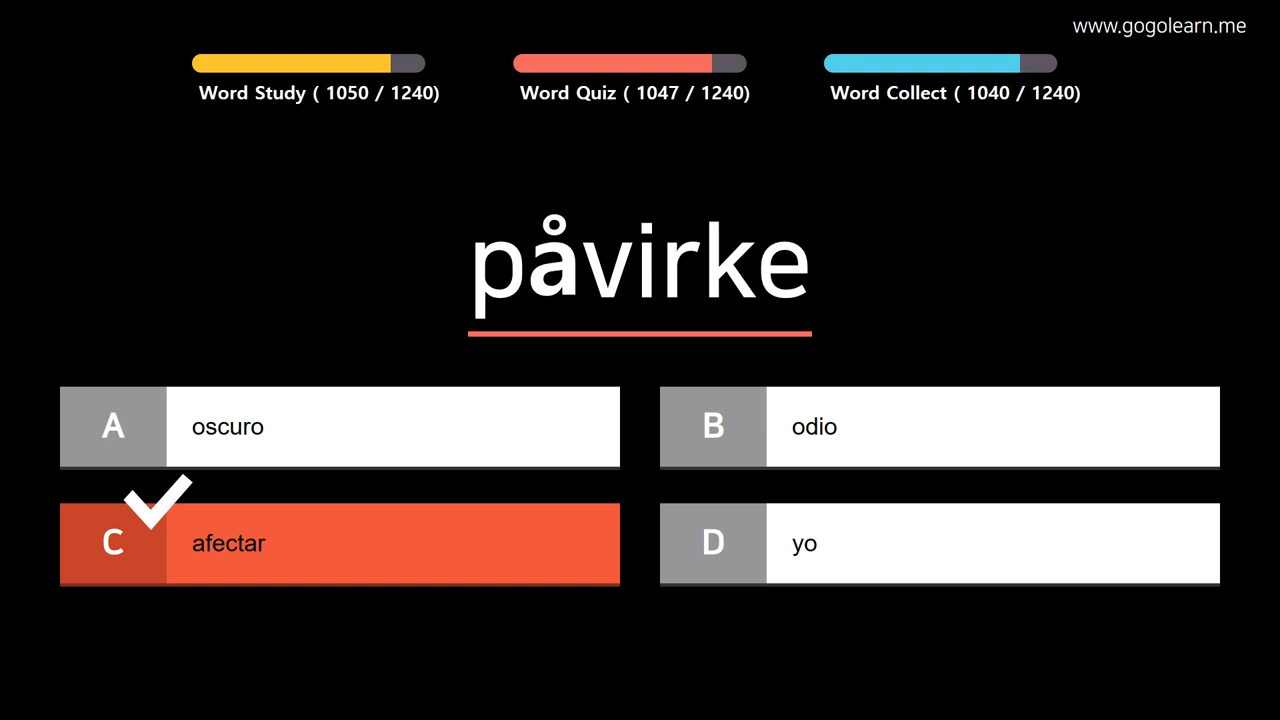 www.gogolearn.me
Word Study ( 1050 / 1240)
Word Quiz ( 1047 / 1240)
Word Collect ( 1040 / 1240)
påvirke
A oscuro
B odio
C afectar
D yo